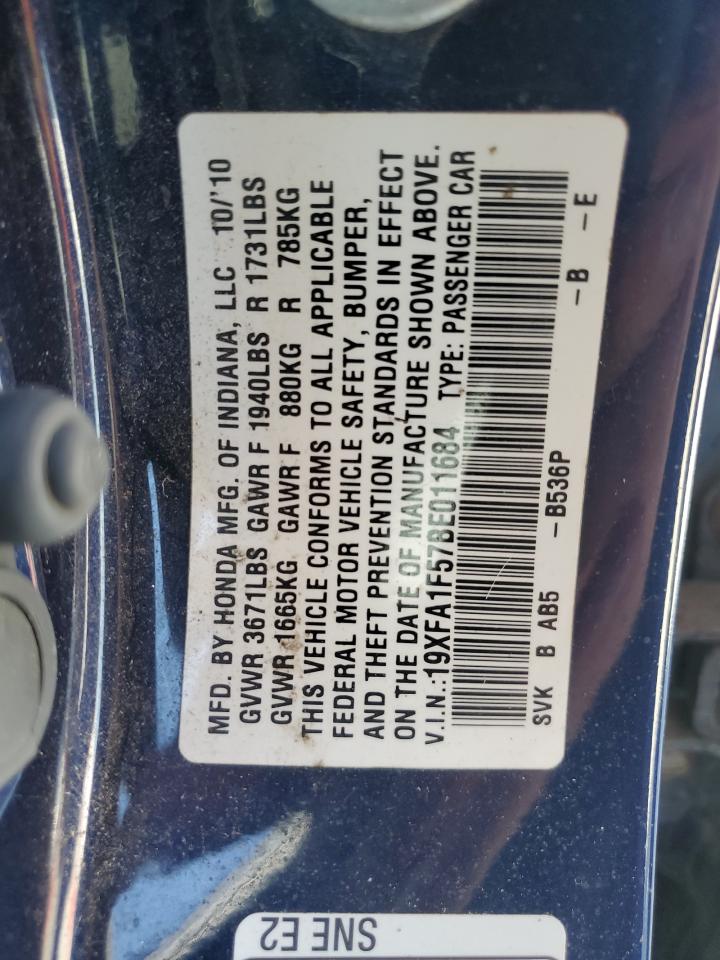 MFD. BY HONDA MFG. OF INDIANA, LLC 10/'10
GVWR 3671LBS GAWR F 1940LBS R 1731LBS
GVWR 1665KG GAWR F 880KG R 785KG
THIS VEHICLE CONFORMS TO ALL APPLICABLE
FEDERAL MOTOR VEHICLE SAFETY, BUMPER,
AND THEFT PREVENTION STANDARDS IN EFFECT
ON THE DATE OF MANUFACTURE SHOWN ABOVE.
V.I.N.:19XFA1F57BE011684 TYPE: PASSENGER CAR
SVK B AB5 –B536P –B –E
SNE E2